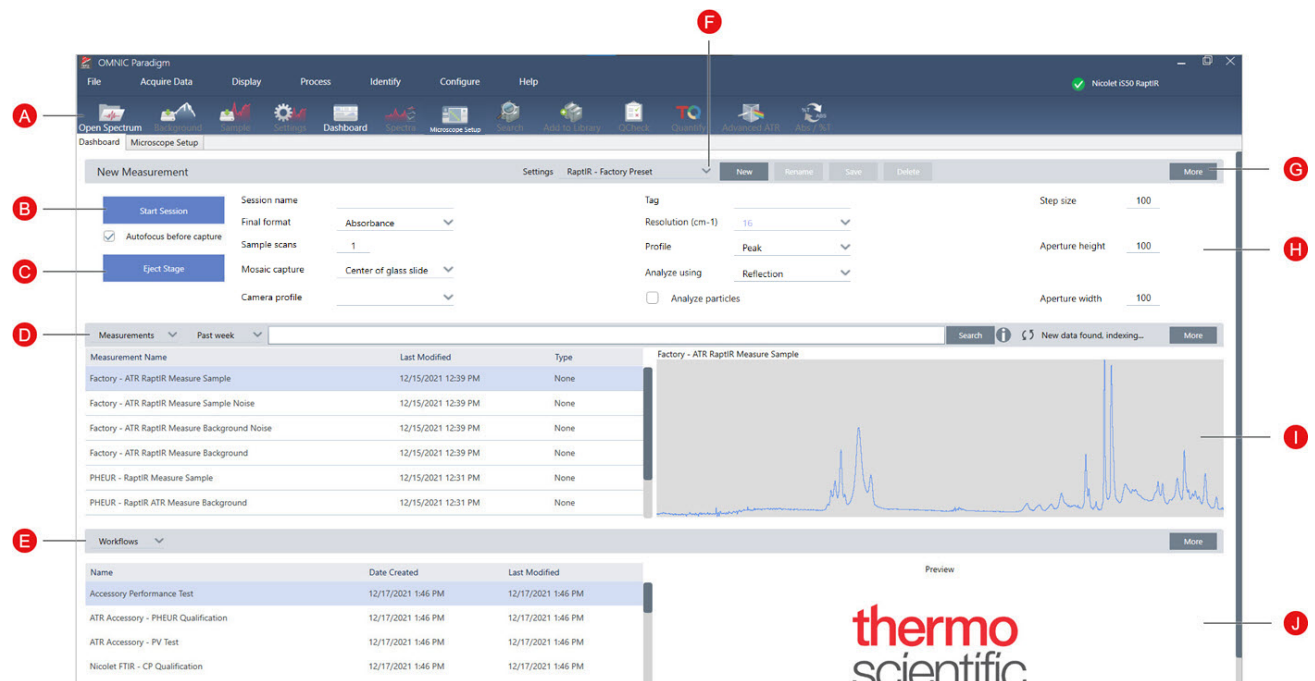 F
OMNIC Paradigm
File Acquire Data Display Process Identify Configure Help
Nicolet iS50 RaptIR
A
Open Spectrum Background Sample Settings Dashboard Spectra Microscope Setup Search Add to Library QCheck Quantify Advanced ATR Abs / %T
Dashboard Microscope Setup
New Measurement Settings RaptIR - Factory Preset New Rename Save Delete More
G
B
Start Session Session name Tag Step size 100
Final format Absorbance Resolution (cm-1) 16
Autofocus before capture Sample scans 1 Profile Peak Aperture height 100
H
C
Eject Stage Mosaic capture Center of glass slide Analyze using Reflection
Camera profile Analyze particles Aperture width 100
D
Measurements Past week Search New data found, indexing... More
Measurement Name Last Modified Type Factory - ATR RaptIR Measure Sample
Factory - ATR RaptIR Measure Sample 12/15/2021 12:39 PM None
Factory - ATR RaptIR Measure Sample Noise 12/15/2021 12:39 PM None
Factory - ATR RaptIR Measure Background Noise 12/15/2021 12:39 PM None
I
Factory - ATR RaptIR Measure Background 12/15/2021 12:39 PM None
PHEUR - RaptIR Measure Sample 12/15/2021 12:31 PM None
PHEUR - RaptIR ATR Measure Background 12/15/2021 12:31 PM None
E
Workflows More
Name Date Created Last Modified Preview
Accessory Performance Test 12/17/2021 1:46 PM 12/17/2021 1:46 PM
ATR Accessory - PHEUR Qualification 12/17/2021 1:46 PM 12/17/2021 1:46 PM
thermo
J
ATR Accessory - PV Test 12/17/2021 1:46 PM 12/17/2021 1:46 PM
Nicolet FTIR - CP Qualification 12/17/2021 1:46 PM 12/17/2021 1:46 PM
scientific